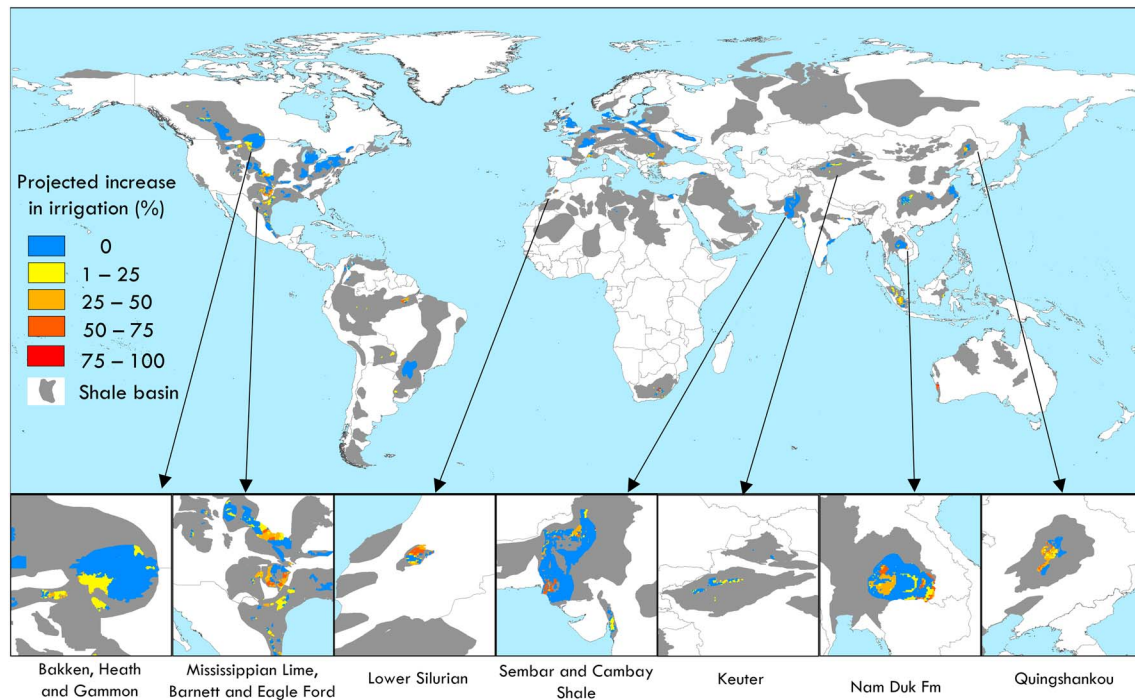 Projected increase
in irrigation (%)
0
1 – 25
25 – 50
50 – 75
75 – 100
Shale basin
Bakken, Heath
and Gammon
Mississippian Lime,
Barnett and Eagle Ford
Lower Silurian
Sembar and Cambay
Shale
Keuter
Nam Duk Fm
Quingshankou